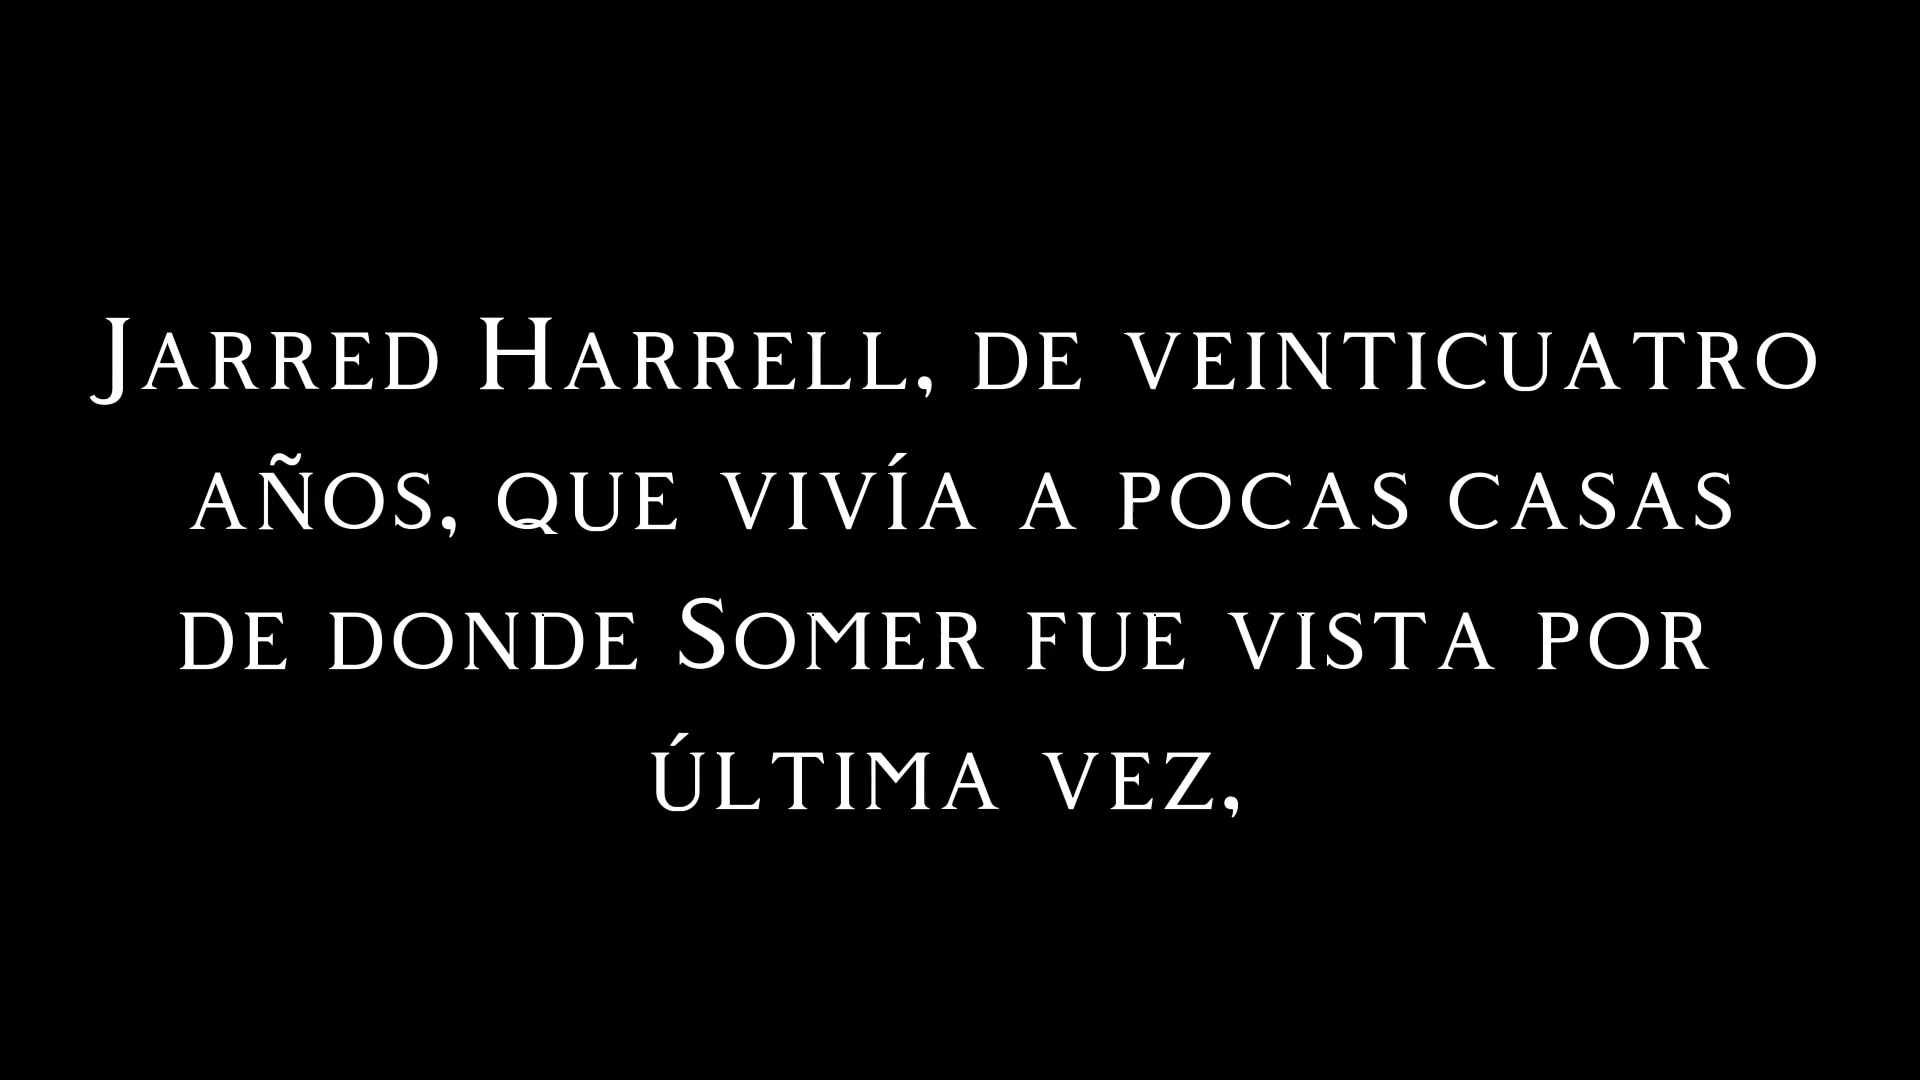 Jarred Harrell, de veinticuatro
años, que vivía a pocas casas
de donde Somer fue vista por
última vez,